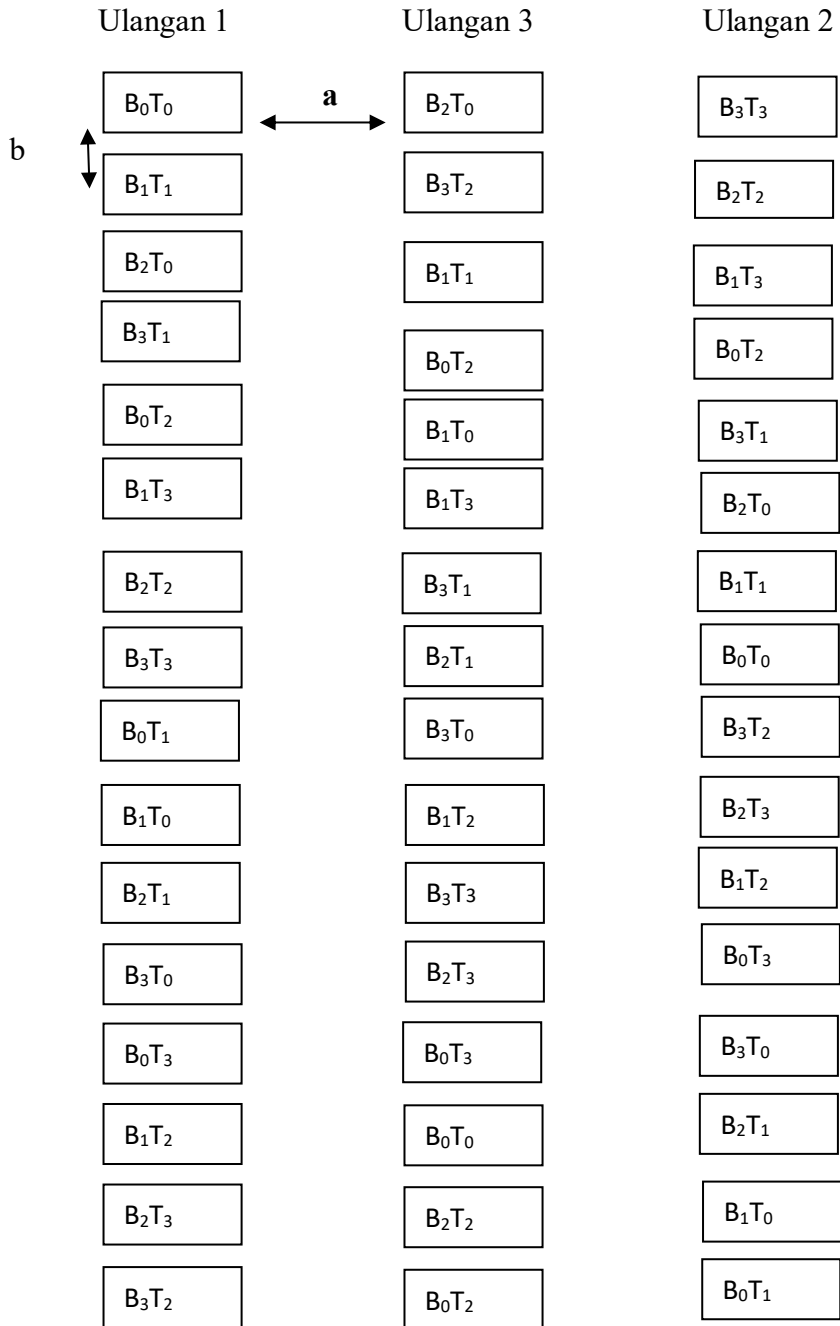 Ulangan 1 Ulangan 3 Ulangan 2
B₀T₀ a B₂T₀ B₃T₃
b
B₁T₁ B₃T₂ B₂T₂
B₂T₀ B₁T₁ B₁T₃
B₃T₁ B₀T₂ B₀T₂
B₀T₂ B₁T₀ B₃T₁
B₁T₃ B₁T₃ B₂T₀
B₂T₂ B₃T₁ B₁T₁
B₃T₃ B₂T₁ B₀T₀
B₀T₁ B₃T₀ B₃T₂
B₁T₀ B₁T₂ B₂T₃
B₂T₁ B₃T3 B₁T₂
B₃T₀ B₂T₃ B₀T₃
B₀T₃ B₀T₃ B₃T₀
B₁T₂ B₀T₀ B₂T₁
B₂T₃ B₂T₂ B₁T₀
B₃T₂ B₀T₂ B₀T₁